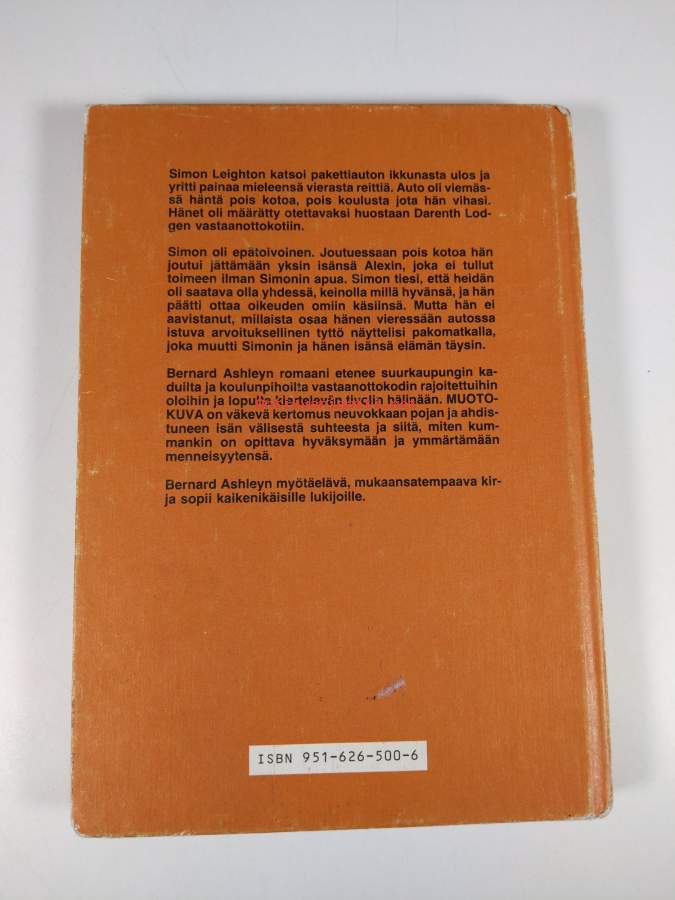 Simon Leighton katsoi pakettiauton ikkunasta ulos ja
yritti painaa mieleensä vierasta reittiä. Auto oli viemäs-
sä häntä pois kotoa, pois koulusta jota hän vihasi.
Hänet oli määrätty otettavaksi huostaan Darenth Lod-
gen vastaanottokotiin.
Simon oli epätoivoinen. Joutuessaan pois kotoa hän
joutui jättämään yksin isänsä Alexin, joka ei tullut
toimeen ilman Simonin apua. Simon tiesi, että heidän
oli saatava olla yhdessä, keinolla millä hyvänsä, ja hän
päätti ottaa oikeuden omiin käsiinsä. Mutta hän ei
aavistanut, millaista osaa hänen vieressään autossa
istuva arvoituksellinen tyttö näyttelisi pakomatkalla,
joka muutti Simonin ja hänen isänsä elämän täysin.
Bernard Ashleyn romaani etenee suurkaupungin ka-
duilta ja koulunpihoilta vastaanottokodin rajoitettuihin
oloihin ja lopulta kiertelevän tivolin hälinään. MUOTO-
KUVA on väkevä kertomus neuvokkaan pojan ja ahdis-
tuneen isän välisestä suhteesta ja siitä, miten kum-
mankin on opittava hyväksymään ja ymmärtämään
menneisyytensä.
Bernard Ashleyn myötäelävä, mukaansatempaava kir-
ja sopii kaikenikäisille lukijoille.
ISBN 951-626-500-6